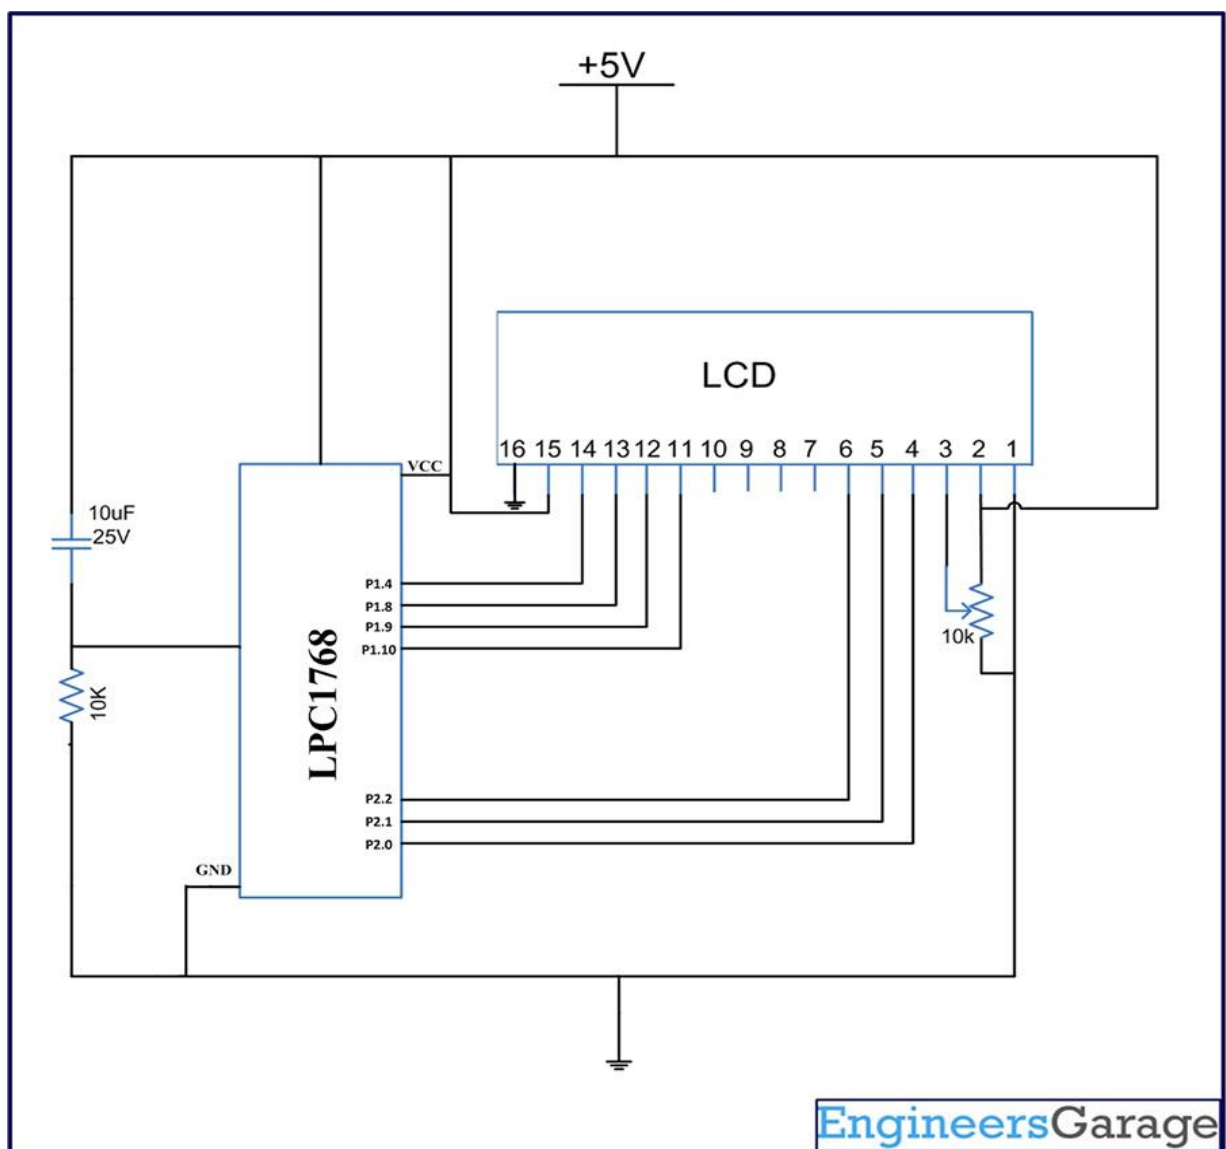 +5V
LCD
16 15 14 13 12 11 10 9 8 7 6 5 4 3 2 1
VCC
10uF
25V
P1.4
P1.8
P1.9
P1.10
10k
LPC1768
10K
P2.2
P2.1
P2.0
GND
EngineersGarage